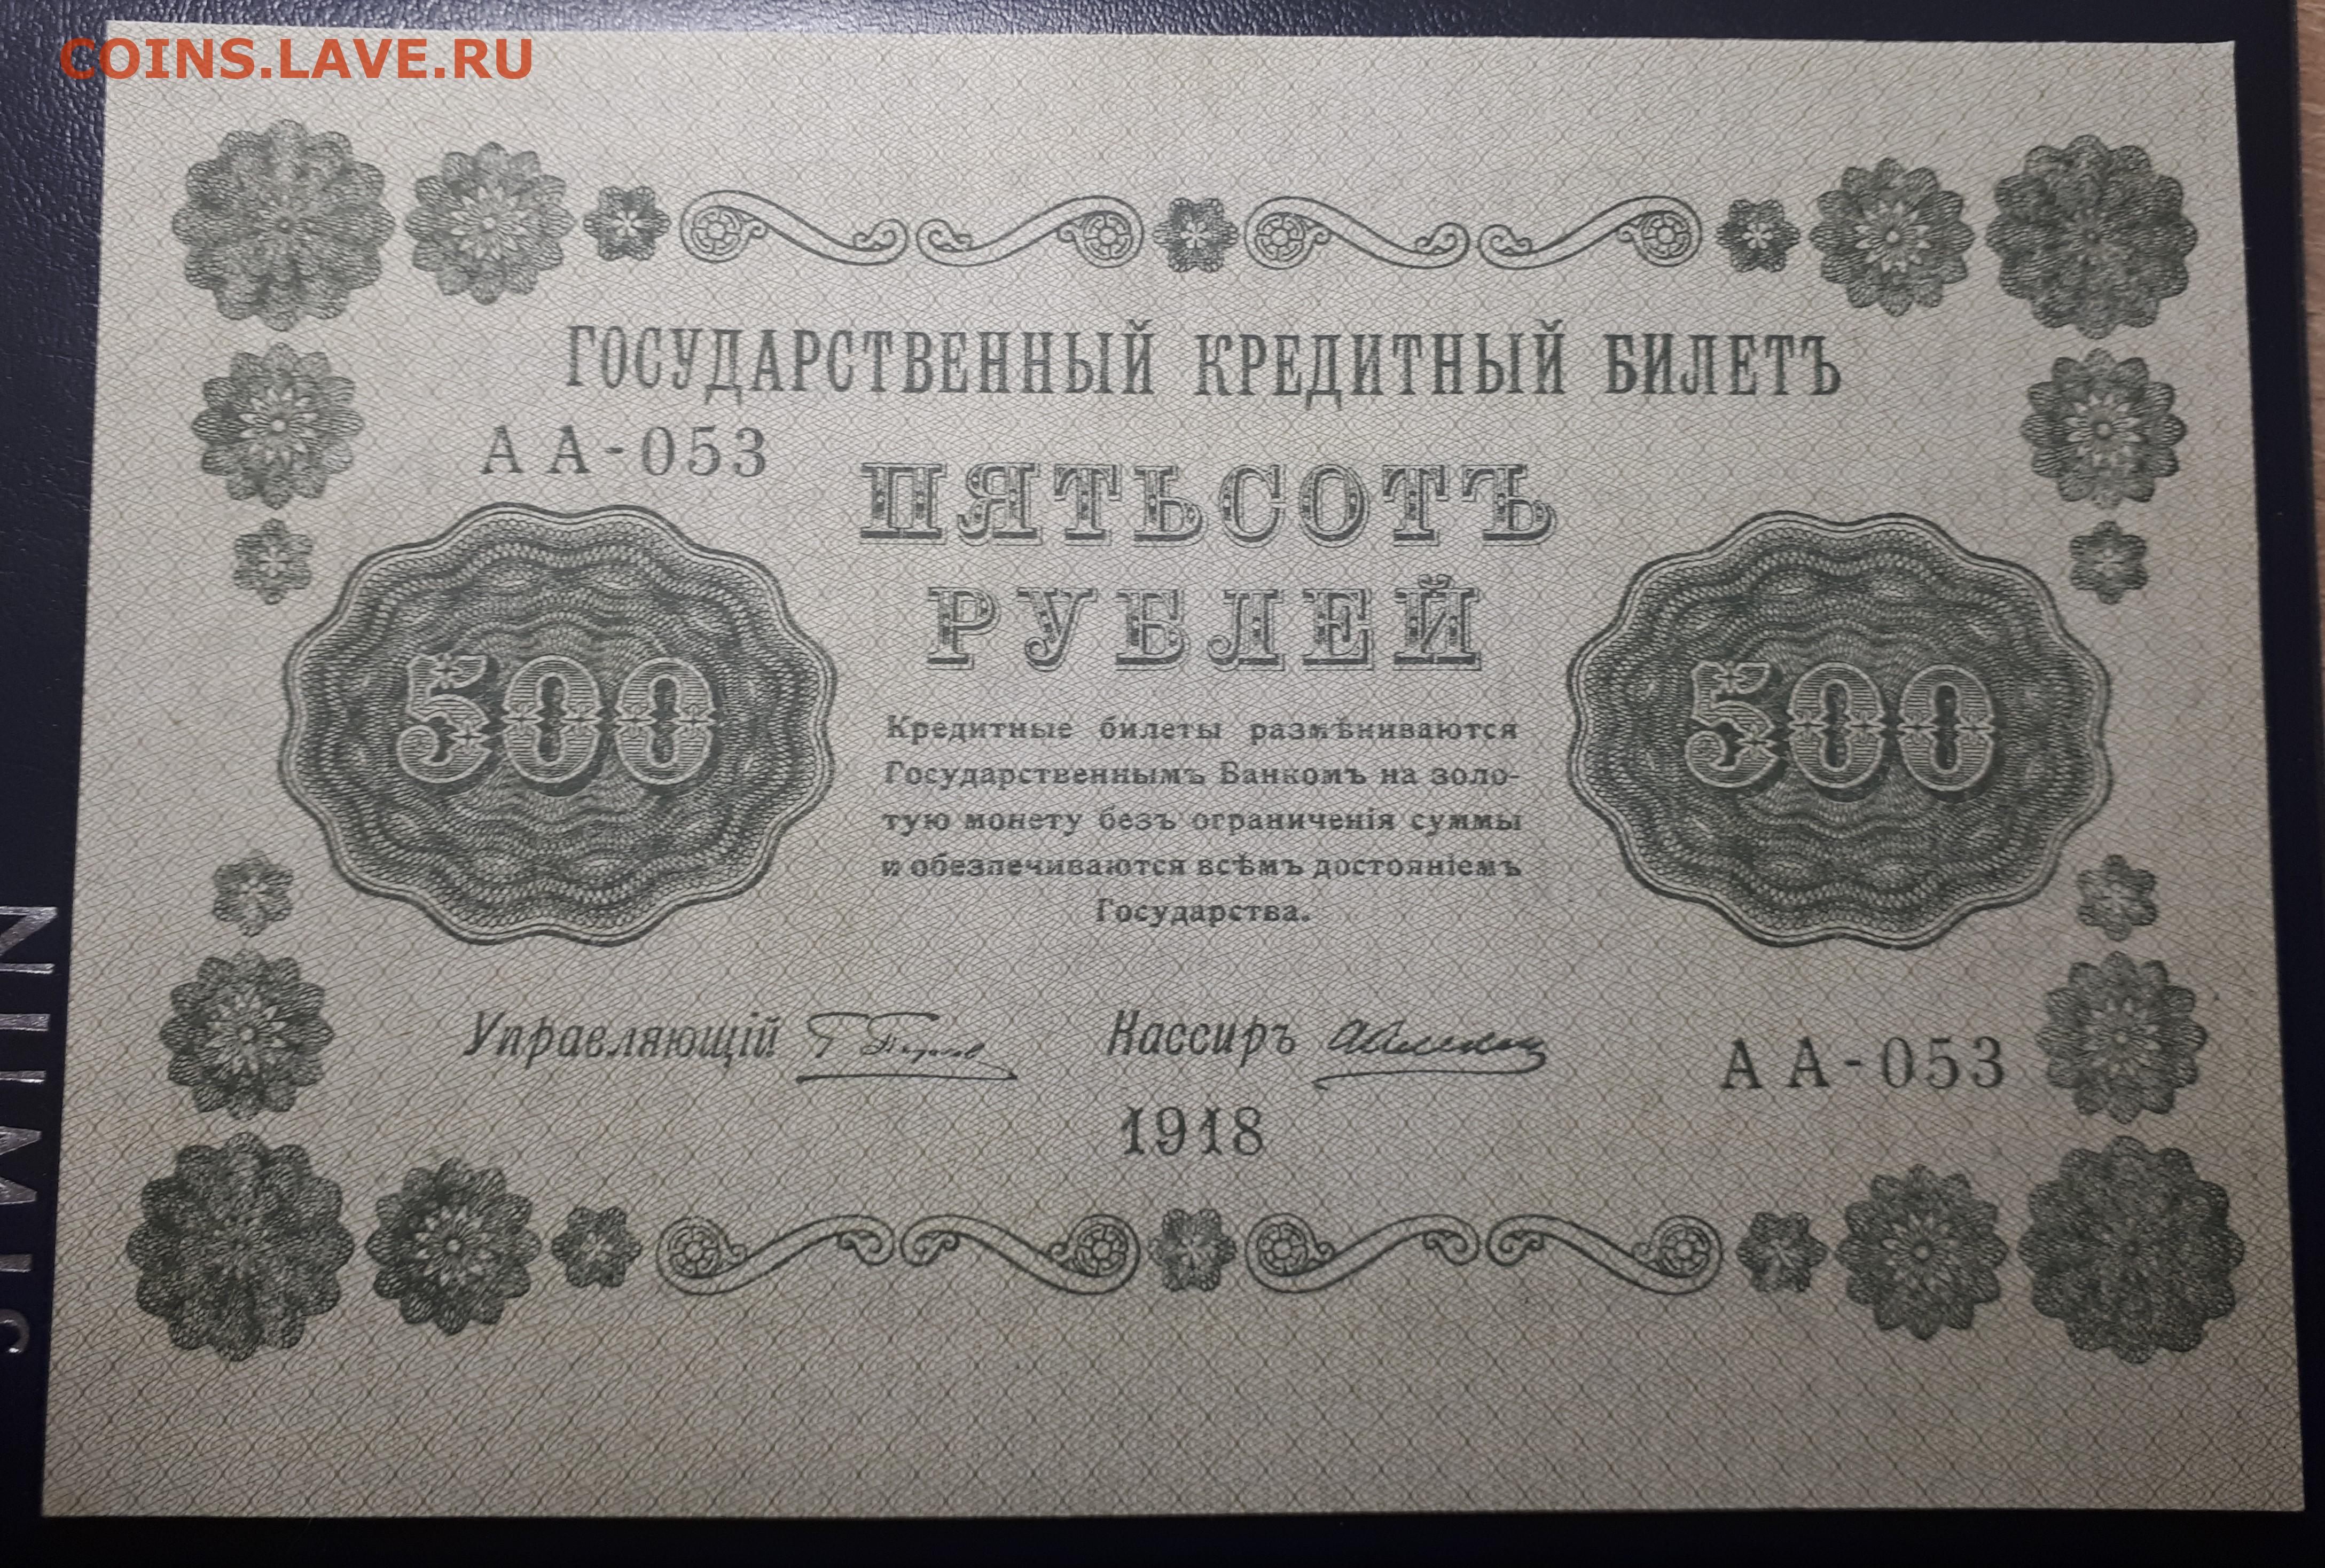 COINS.LAVE.RU
ГОСУДАРСТВЕННЫЙ КРЕДИТНЫЙ БИЛЕТЪ
АА-053
ПЯТЬСОТЪ
РУБЛЕЙ
500
500
Кредитные билеты размѣниваются
Государственнымъ Банкомъ на золо-
тую монету безъ ограниченія суммы
и обезпечиваются всѣмъ достояніемъ
Государства.
Управляющій
Кассиръ
АА-053
1918